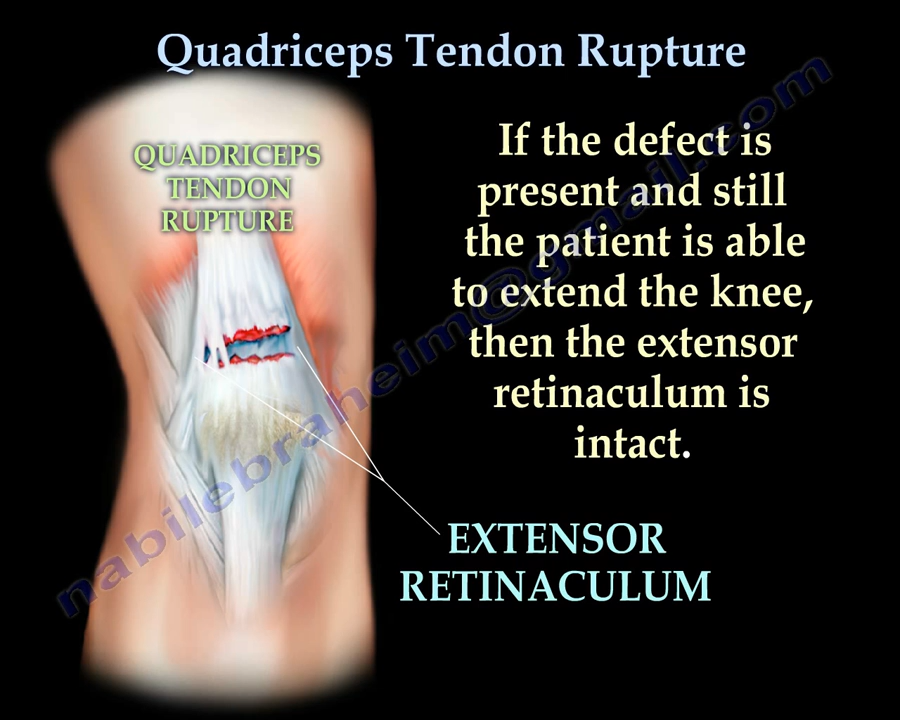 Quadriceps Tendon Rupture
QUADRICEPS
TENDON
RUPTURE
If the defect is
present and still
the patient is able
to extend the knee,
then the extensor
retinaculum is
intact.
EXTENSOR
RETINACULUM
nabilebraheim@gmail.com